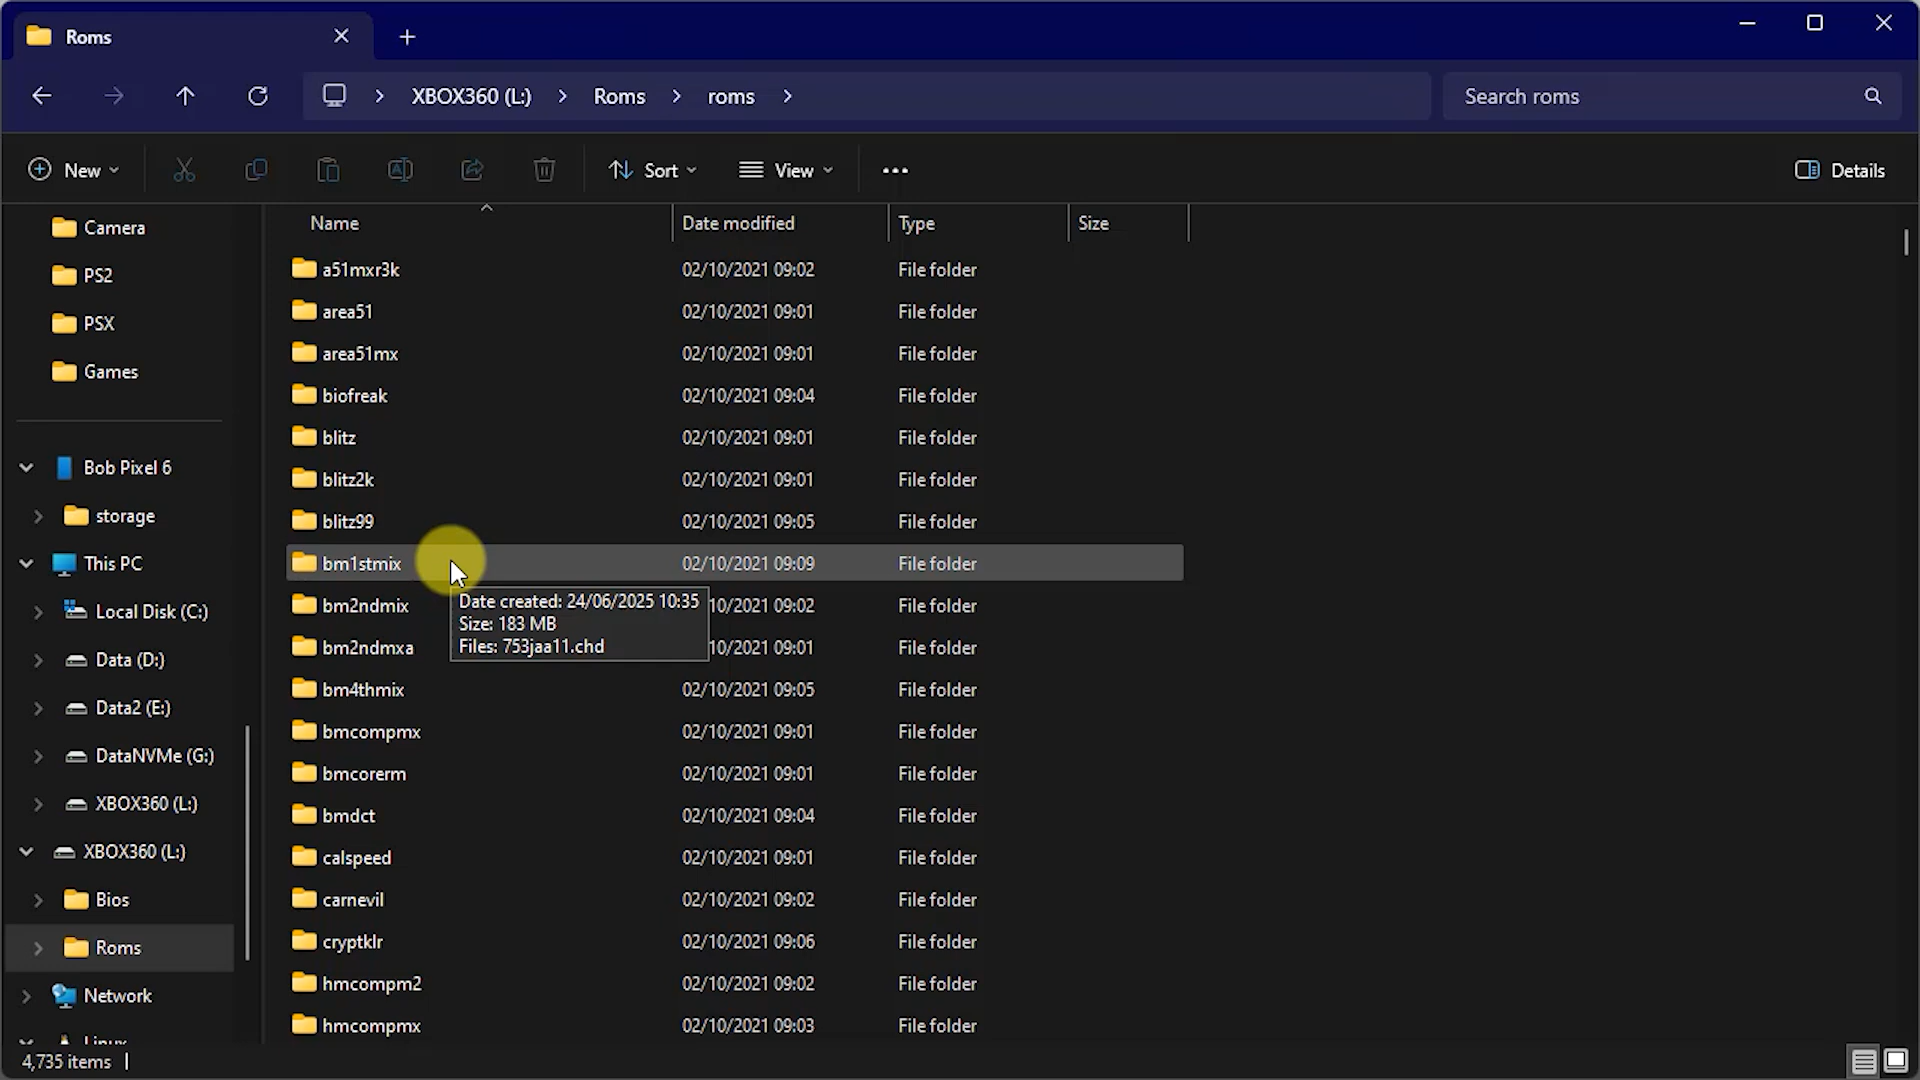 Roms
XBOX360 (L:) Roms roms
Search roms
New
Sort
View
Details
Camera
PS2
PSX
Games
Bob Pixel 6
storage
This PC
Local Disk (C:)
Data (D:)
Data2 (E:)
DataNVMe (G:)
XBOX360 (L:)
XBOX360 (L:)
Bios
Roms
Network
Linux
Name Date modified Type Size
a51mxr3k 02/10/2021 09:02 File folder
area51 02/10/2021 09:01 File folder
area51mx 02/10/2021 09:01 File folder
biofreak 02/10/2021 09:04 File folder
blitz 02/10/2021 09:01 File folder
blitz2k 02/10/2021 09:01 File folder
blitz99 02/10/2021 09:05 File folder
bm1stmix 02/10/2021 09:09 File folder
Date created: 24/06/2025 10:35
Size: 183 MB
Files: 753jaa11.chd
bm2ndmix 10/2021 09:02 File folder
bm2ndmxa 10/2021 09:01 File folder
bm4thmix 02/10/2021 09:05 File folder
bmcompmx 02/10/2021 09:01 File folder
bmcorerm 02/10/2021 09:01 File folder
bmdct 02/10/2021 09:04 File folder
calspeed 02/10/2021 09:01 File folder
carnevil 02/10/2021 09:02 File folder
cryptklr 02/10/2021 09:06 File folder
hmcompm2 02/10/2021 09:02 File folder
hmcompmx 02/10/2021 09:03 File folder
4,735 items